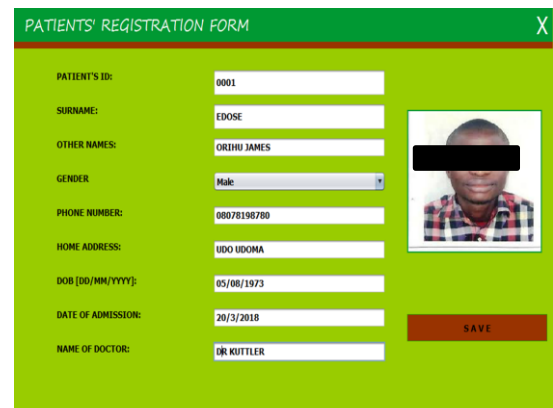 PATIENTS' REGISTRATION FORM X
PATIENT'S ID: 0001
SURNAME: EDOSE
OTHER NAMES: ORIHU JAMES
GENDER Male
PHONE NUMBER: 08078198780
HOME ADDRESS: UDO UDOMA
DOB [DD/MM/YYYY]: 05/08/1973
DATE OF ADMISSION: 20/3/2018
SAVE
NAME OF DOCTOR: DR KUTTLER